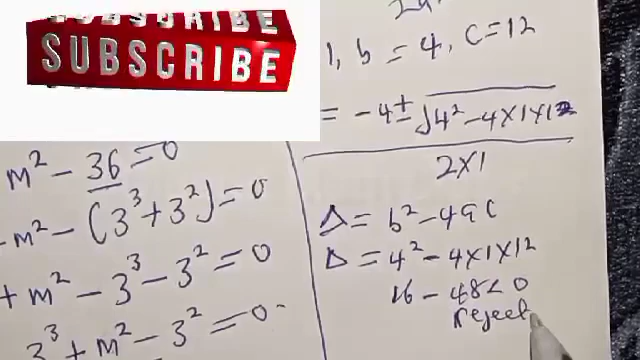 SUBSCRIBE
SUBSCRIBE
m² - 36 = 0
-m² - (3³ + 3²) = 0
+ m² - 3³ - 3² = 0
3³ + m² - 3² = 0
1, b = 4, c = 12
= -4 ± √4² - 4×1×12
2×1
Δ = b² - 4ac
Δ = 4² - 4×1×12
16 - 48 < 0
reject